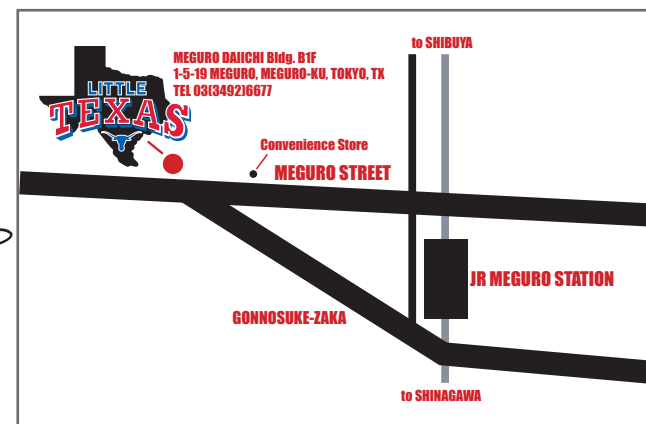 to SHIBUYA
MEGURO DAIICHI Bldg. B1F
1-5-19 MEGURO, MEGURO-KU, TOKYO, TX
TEL 03(3492)6677
LITTLE
TEXAS
Convenience Store
MEGURO STREET
JR MEGURO STATION
GONNOSUKE-ZAKA
to SHINAGAWA